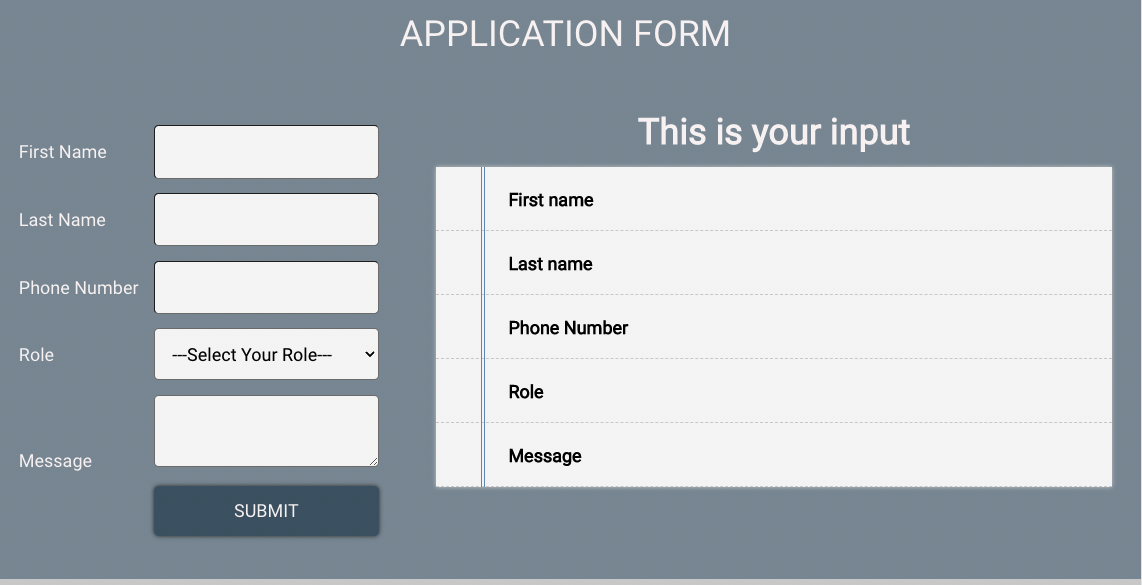 APPLICATION FORM
First Name
Last Name
Phone Number
Role
---Select Your Role---
Message
SUBMIT
This is your input
First name
Last name
Phone Number
Role
Message